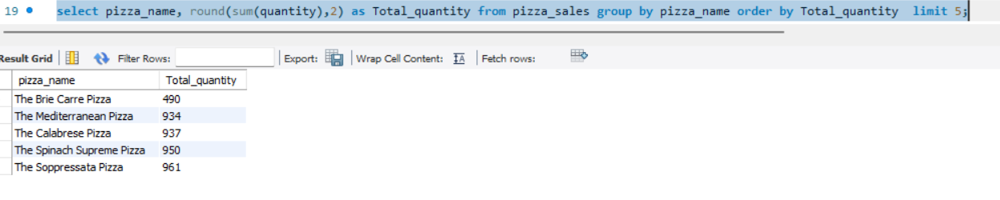 19 select pizza_name, round(sum(quantity),2) as Total_quantity from pizza_sales group by pizza_name order by Total_quantity  limit 5;
Result Grid Filter Rows: Export: Wrap Cell Content: IA Fetch rows:
pizza_name Total_quantity
The Brie Carre Pizza 490
The Mediterranean Pizza 934
The Calabrese Pizza 937
The Spinach Supreme Pizza 950
The Soppressata Pizza 961